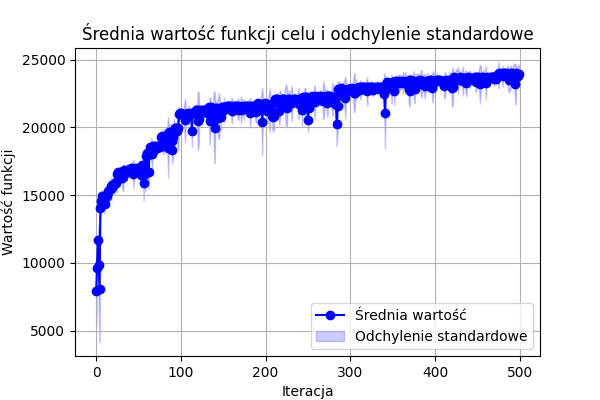 Średnia wartość funkcji celu i odchylenie standardowe
25000
20000
15000
10000
5000
Wartość funkcji
0 100 200 300 400 500
Iteracja
Średnia wartość
Odchylenie standardowe